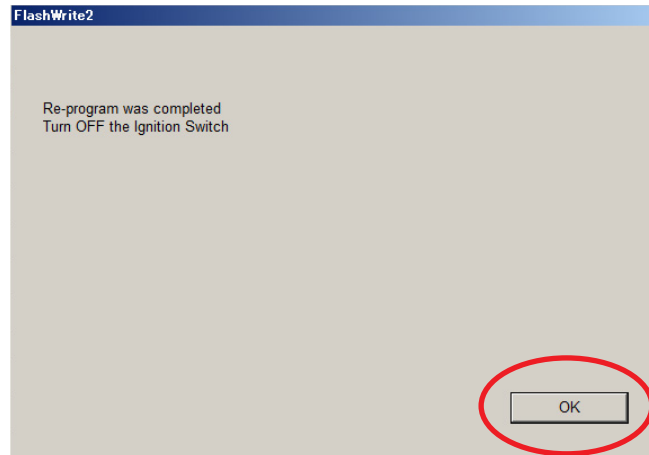 FlashWrite2
Re-program was completed
Turn OFF the Ignition Switch
OK